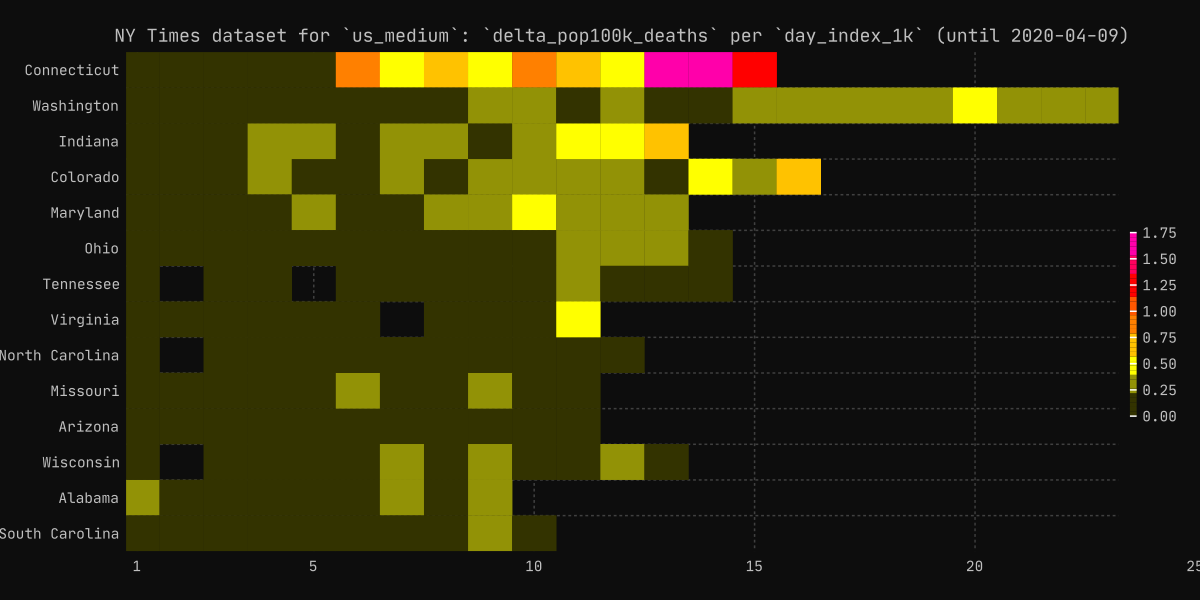 NY Times dataset for `us_medium`: `delta_pop100k_deaths` per `day_index_1k` (until 2020-04-09)
Connecticut
Washington
Indiana
Colorado
Maryland
Ohio
Tennessee
Virginia
North Carolina
Missouri
Arizona
Wisconsin
Alabama
South Carolina
1.75
1.50
1.25
1.00
0.75
0.50
0.25
0.00
1 5 10 15 20 25